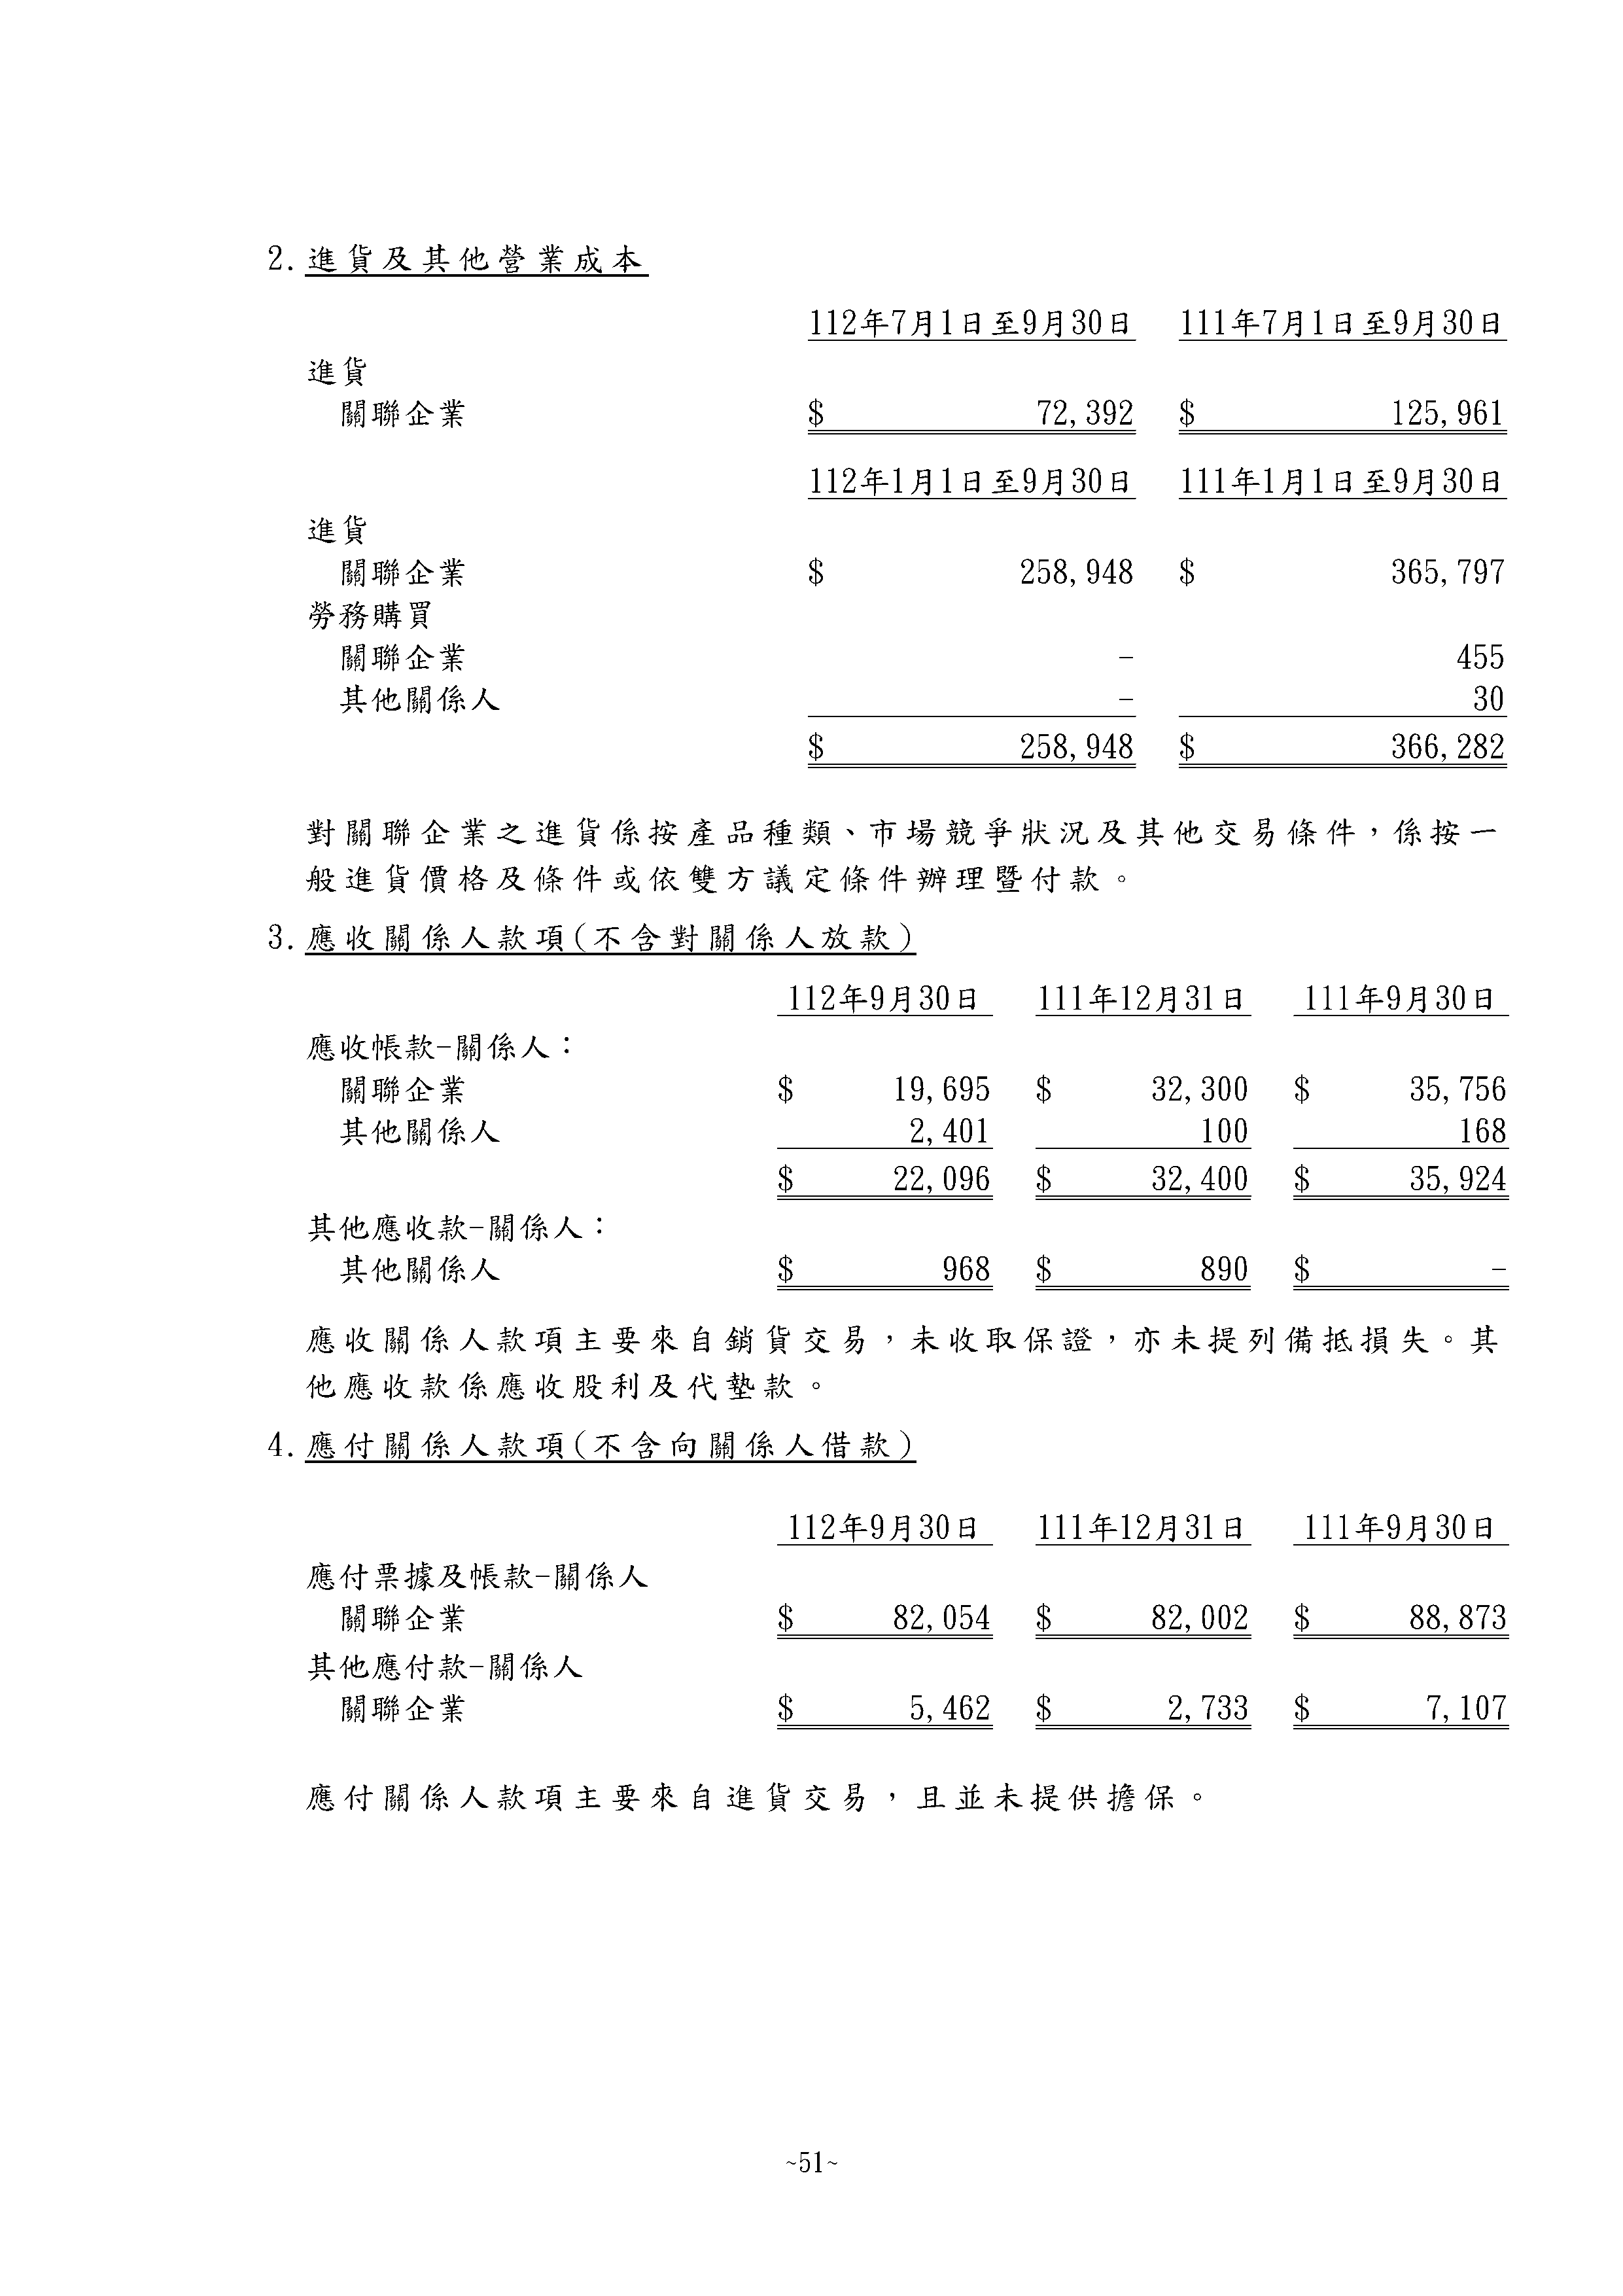 2.進貨及其他營業成本
112年7月1日至9月30日 111年7月1日至9月30日
進貨
關聯企業 $ 72,392 $ 125,961
112年1月1日至9月30日 111年1月1日至9月30日
進貨
關聯企業 $ 258,948 $ 365,797
勞務購買
關聯企業 - 455
其他關係人 - 30
$ 258,948 $ 366,282
對關聯企業之進貨係按產品種類、市場競爭狀況及其他交易條件，係按一
般進貨價格及條件或依雙方議定條件辦理暨付款。
3.應收關係人款項(不含對關係人放款)
112年9月30日 111年12月31日 111年9月30日
應收帳款-關係人：
關聯企業 $ 19,695 $ 32,300 $ 35,756
其他關係人 2,401 100 168
$ 22,096 $ 32,400 $ 35,924
其他應收款-關係人：
其他關係人 $ 968 $ 890 $ -
應收關係人款項主要來自銷貨交易，未收取保證，亦未提列備抵損失。其
他應收款係應收股利及代墊款。
4.應付關係人款項(不含向關係人借款)
112年9月30日 111年12月31日 111年9月30日
應付票據及帳款-關係人
關聯企業 $ 82,054 $ 82,002 $ 88,873
其他應付款-關係人
關聯企業 $ 5,462 $ 2,733 $ 7,107
應付關係人款項主要來自進貨交易，且並未提供擔保。
~51~